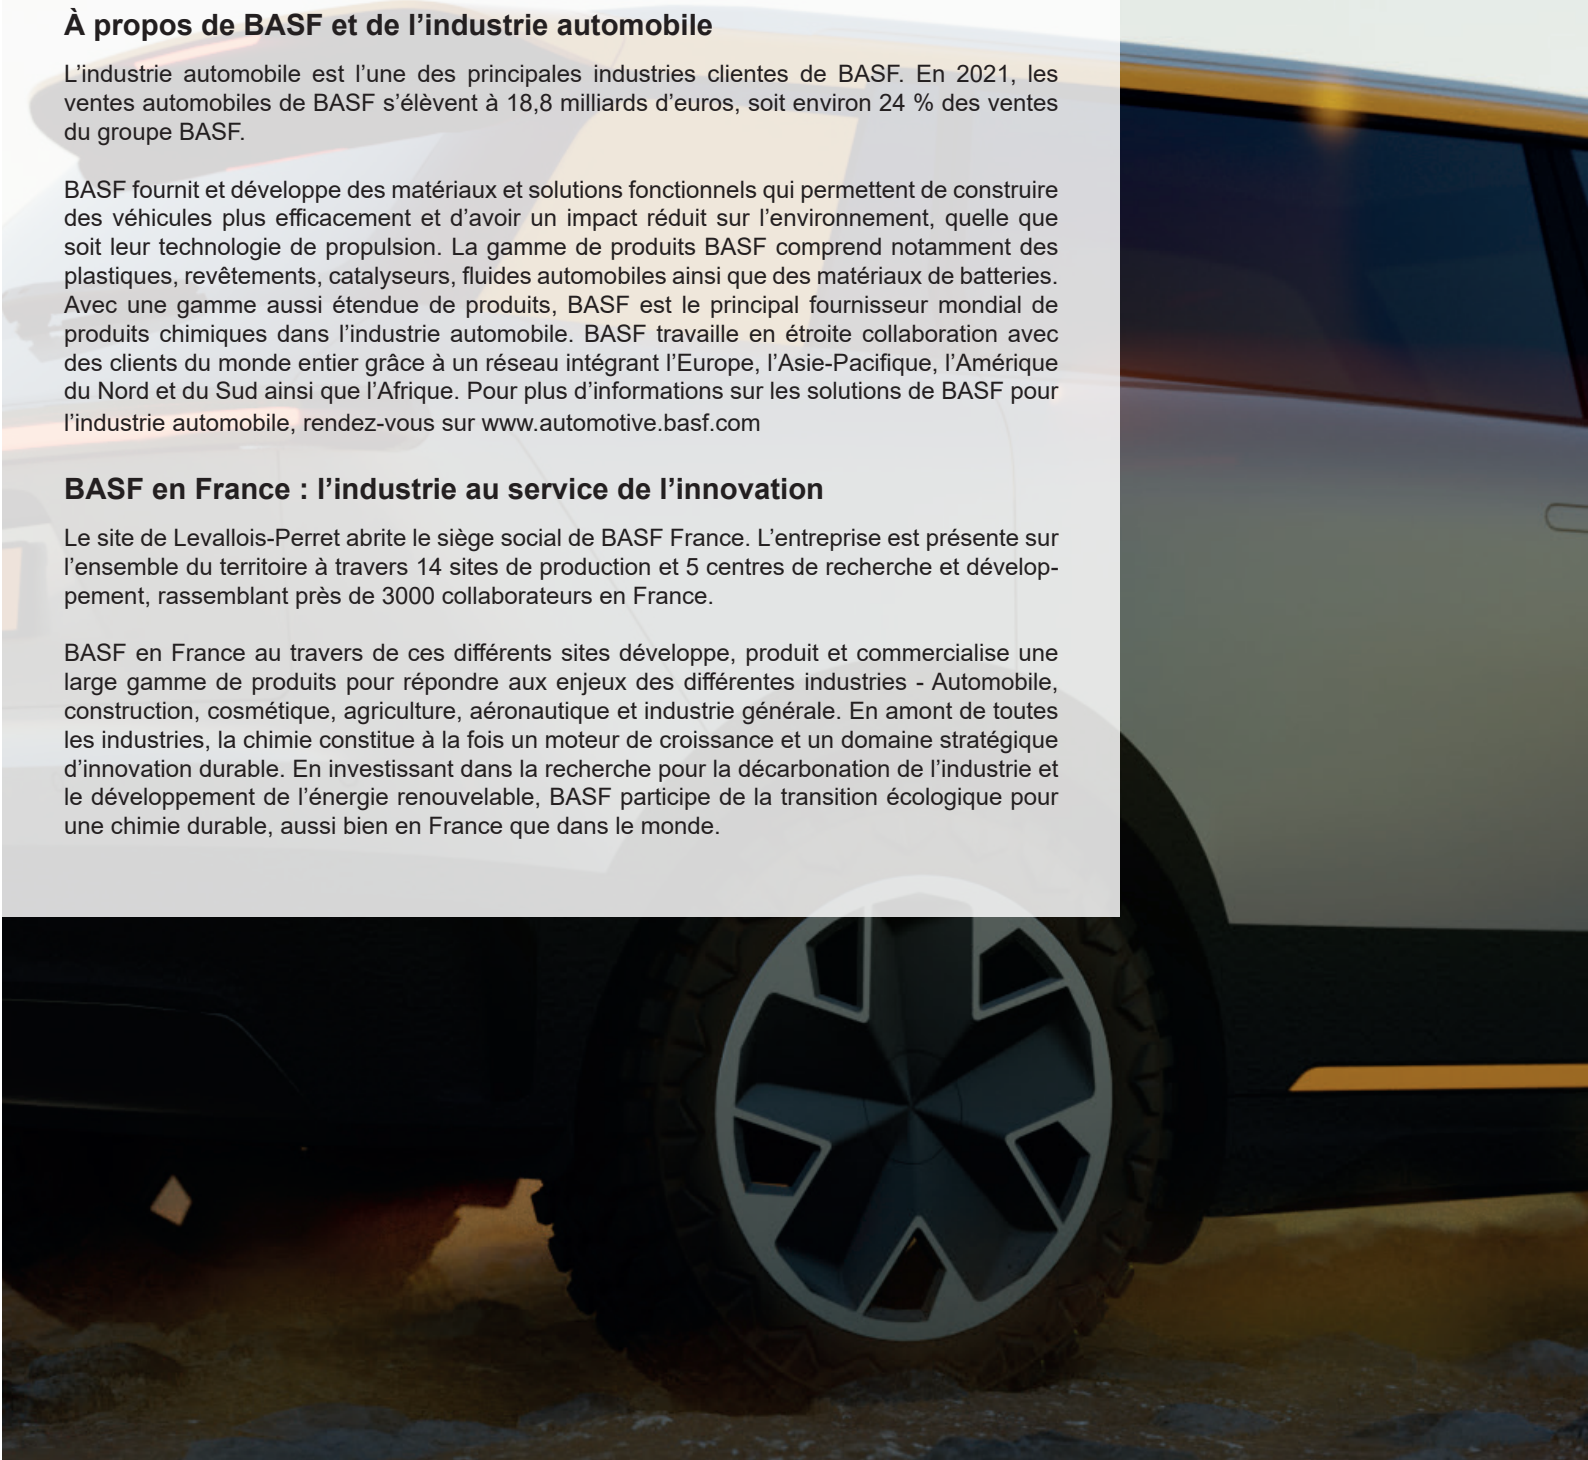 À propos de BASF et de l’industrie automobile
L’industrie automobile est l’une des principales industries clientes de BASF. En 2021, les
ventes automobiles de BASF s’élèvent à 18,8 milliards d’euros, soit environ 24 % des ventes
du groupe BASF.
BASF fournit et développe des matériaux et solutions fonctionnels qui permettent de construire
des véhicules plus efficacement et d’avoir un impact réduit sur l’environnement, quelle que
soit leur technologie de propulsion. La gamme de produits BASF comprend notamment des
plastiques, revêtements, catalyseurs, fluides automobiles ainsi que des matériaux de batteries.
Avec une gamme aussi étendue de produits, BASF est le principal fournisseur mondial de
produits chimiques dans l’industrie automobile. BASF travaille en étroite collaboration avec
des clients du monde entier grâce à un réseau intégrant l’Europe, l’Asie-Pacifique, l’Amérique
du Nord et du Sud ainsi que l’Afrique. Pour plus d’informations sur les solutions de BASF pour
l’industrie automobile, rendez-vous sur www.automotive.basf.com
BASF en France : l’industrie au service de l’innovation
Le site de Levallois-Perret abrite le siège social de BASF France. L’entreprise est présente sur
l’ensemble du territoire à travers 14 sites de production et 5 centres de recherche et dévelop-
pement, rassemblant près de 3000 collaborateurs en France.
BASF en France au travers de ces différents sites développe, produit et commercialise une
large gamme de produits pour répondre aux enjeux des différentes industries - Automobile,
construction, cosmétique, agriculture, aéronautique et industrie générale. En amont de toutes
les industries, la chimie constitue à la fois un moteur de croissance et un domaine stratégique
d’innovation durable. En investissant dans la recherche pour la décarbonation de l’industrie et
le développement de l’énergie renouvelable, BASF participe de la transition écologique pour
une chimie durable, aussi bien en France que dans le monde.